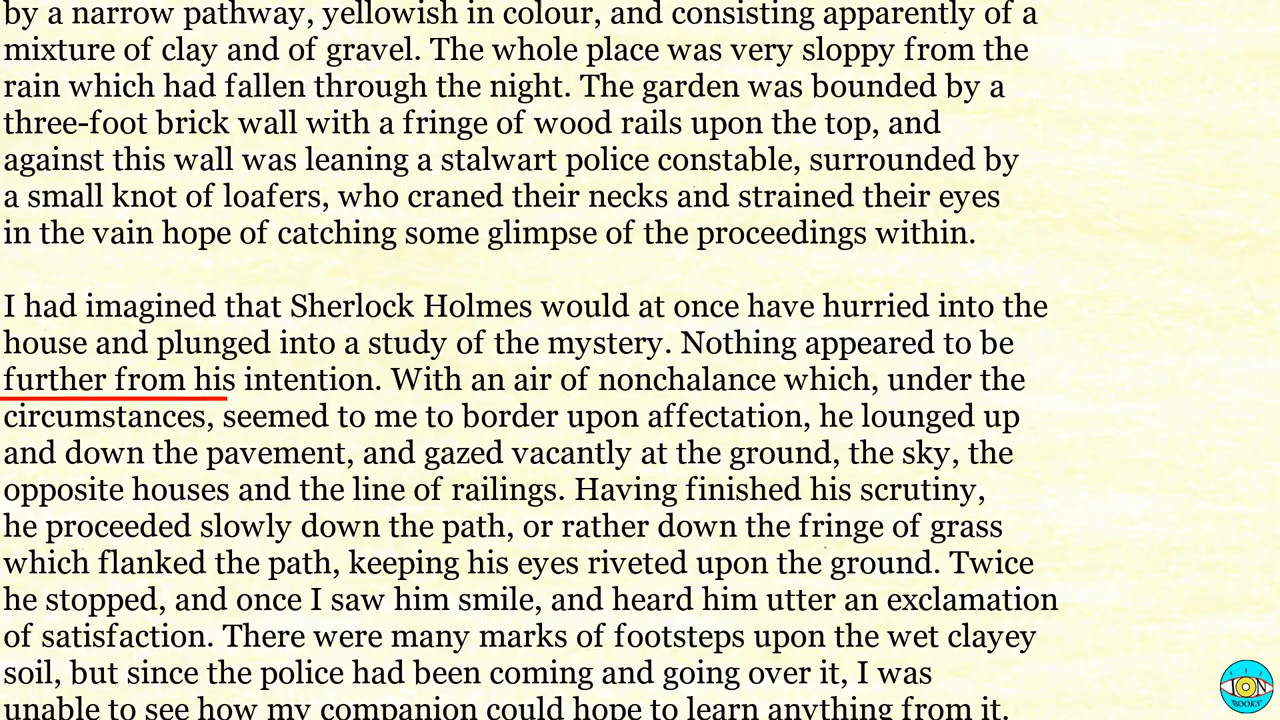 by a narrow pathway, yellowish in colour, and consisting apparently of a
mixture of clay and of gravel. The whole place was very sloppy from the
rain which had fallen through the night. The garden was bounded by a
three-foot brick wall with a fringe of wood rails upon the top, and
against this wall was leaning a stalwart police constable, surrounded by
a small knot of loafers, who craned their necks and strained their eyes
in the vain hope of catching some glimpse of the proceedings within.
I had imagined that Sherlock Holmes would at once have hurried into the
house and plunged into a study of the mystery. Nothing appeared to be
further from his intention. With an air of nonchalance which, under the
circumstances, seemed to me to border upon affectation, he lounged up
and down the pavement, and gazed vacantly at the ground, the sky, the
opposite houses and the line of railings. Having finished his scrutiny,
he proceeded slowly down the path, or rather down the fringe of grass
which flanked the path, keeping his eyes riveted upon the ground. Twice
he stopped, and once I saw him smile, and heard him utter an exclamation
of satisfaction. There were many marks of footsteps upon the wet clayey
soil, but since the police had been coming and going over it, I was
unable to see how my companion could hope to learn anything from it.
ION
BOOKS